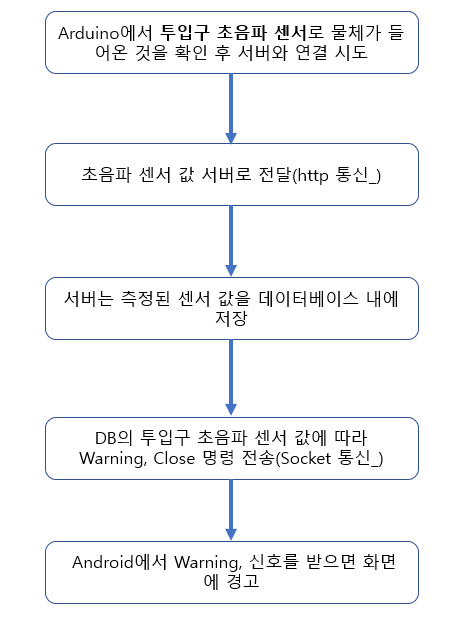 Arduino에서 투입구 초음파 센서로 물체가 들
어온 것을 확인 후 서버와 연결 시도
초음파 센서 값 서버로 전달(http 통신_)
서버는 측정된 센서 값을 데이터베이스 내에
저장
DB의 투입구 초음파 센서 값에 따라
Warning, Close 명령 전송(Socket 통신_)
Android에서 Warning, 신호를 받으면 화면
에 경고